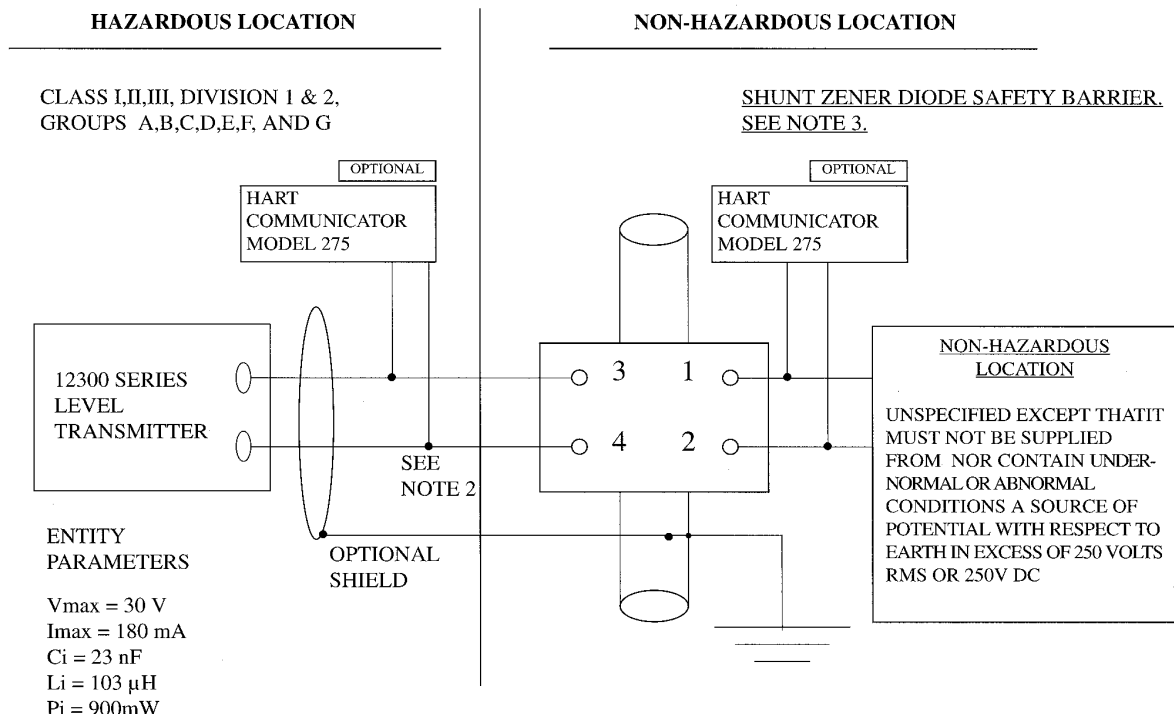 HAZARDOUS LOCATION
NON-HAZARDOUS LOCATION
CLASS I,II,III, DIVISION 1 & 2,
GROUPS A,B,C,D,E,F, AND G
SHUNT ZENER DIODE SAFETY BARRIER.
SEE NOTE 3.
OPTIONAL
HART
COMMUNICATOR
MODEL 275
OPTIONAL
HART
COMMUNICATOR
MODEL 275
12300 SERIES
LEVEL
TRANSMITTER
3 1
4 2
SEE
NOTE 2
OPTIONAL
SHIELD
NON-HAZARDOUS
LOCATION
UNSPECIFIED EXCEPT THATIT
MUST NOT BE SUPPLIED
FROM NOR CONTAIN UNDER-
NORMAL OR ABNORMAL
CONDITIONS A SOURCE OF
POTENTIAL WITH RESPECT TO
EARTH IN EXCESS OF 250 VOLTS
RMS OR 250V DC
ENTITY
PARAMETERS
Vmax = 30 V
Imax = 180 mA
Ci = 23 nF
Li = 103 µH
Pi = 900mW